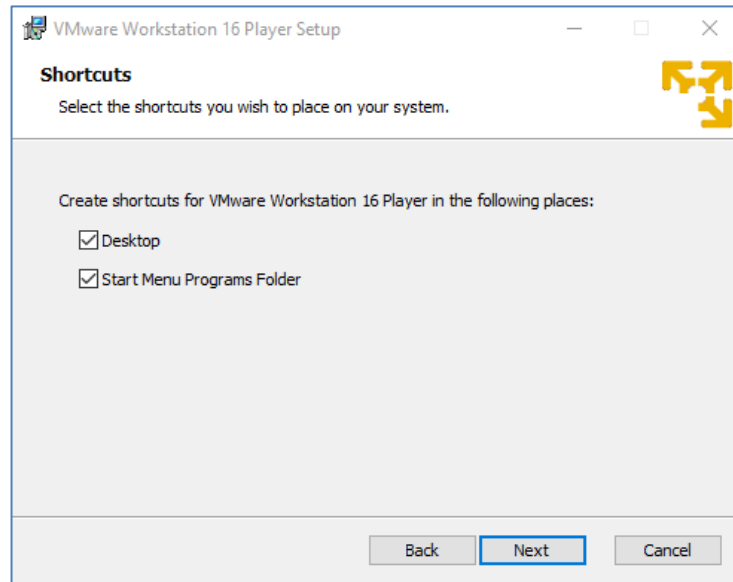 VMware Workstation 16 Player Setup
Shortcuts
Select the shortcuts you wish to place on your system.
Create shortcuts for VMware Workstation 16 Player in the following places:
Desktop
Start Menu Programs Folder
Back Next Cancel